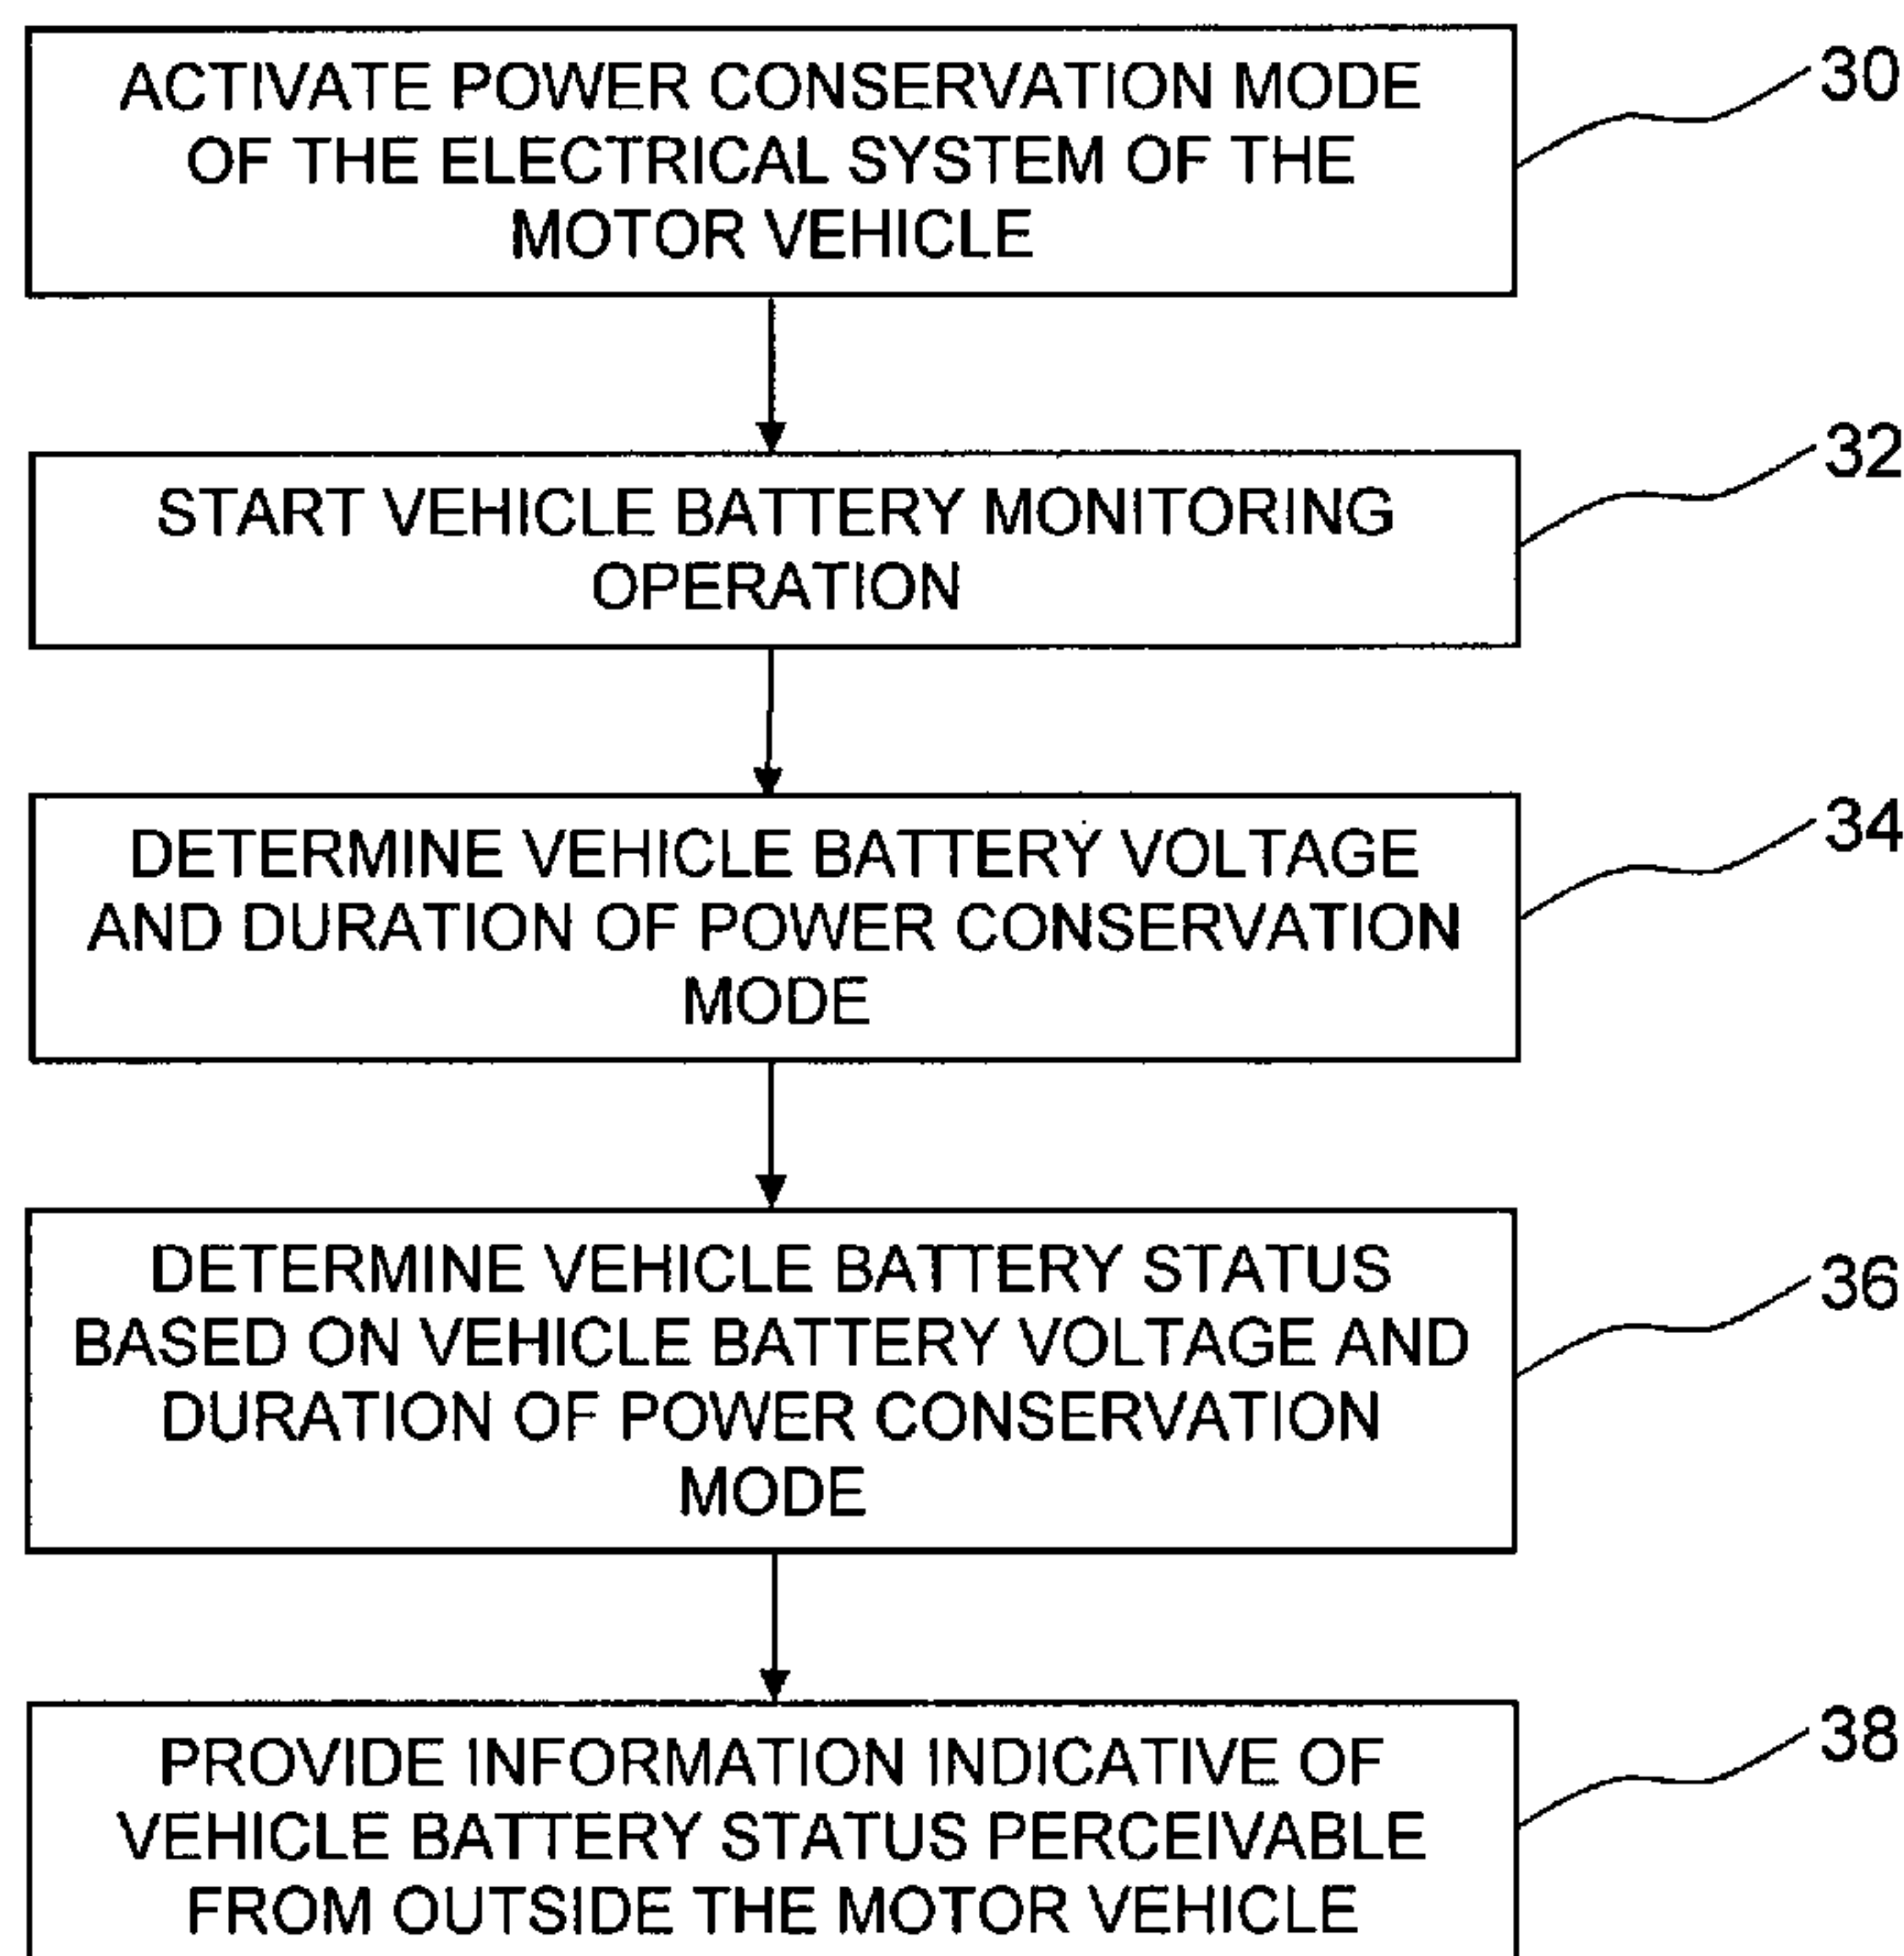 ACTIVATE POWER CONSERVATION MODE
OF THE ELECTRICAL SYSTEM OF THE
MOTOR VEHICLE
30
START VEHICLE BATTERY MONITORING
OPERATION
32
DETERMINE VEHICLE BATTERY VOLTAGE
AND DURATION OF POWER CONSERVATION
MODE
34
DETERMINE VEHICLE BATTERY STATUS
BASED ON VEHICLE BATTERY VOLTAGE AND
DURATION OF POWER CONSERVATION
MODE
36
PROVIDE INFORMATION INDICATIVE OF
VEHICLE BATTERY STATUS PERCEIVABLE
FROM OUTSIDE THE MOTOR VEHICLE
38